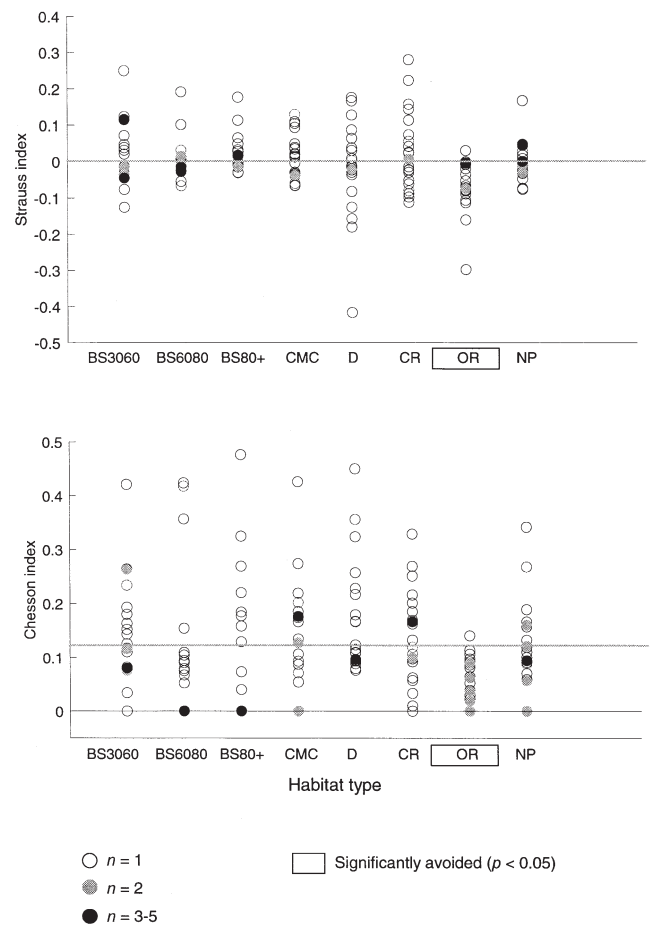 0.4
0.3
0.2
0.1
0
-0.1
-0.2
-0.3
-0.4
-0.5
Strauss index
BS3060 BS6080 BS80+ CMC D CR OR NP
0.5
0.4
0.3
0.2
0.1
0
Chesson index
BS3060 BS6080 BS80+ CMC D CR OR NP
Habitat type
n = 1 Significantly avoided (p < 0.05)
n = 2
n = 3-5